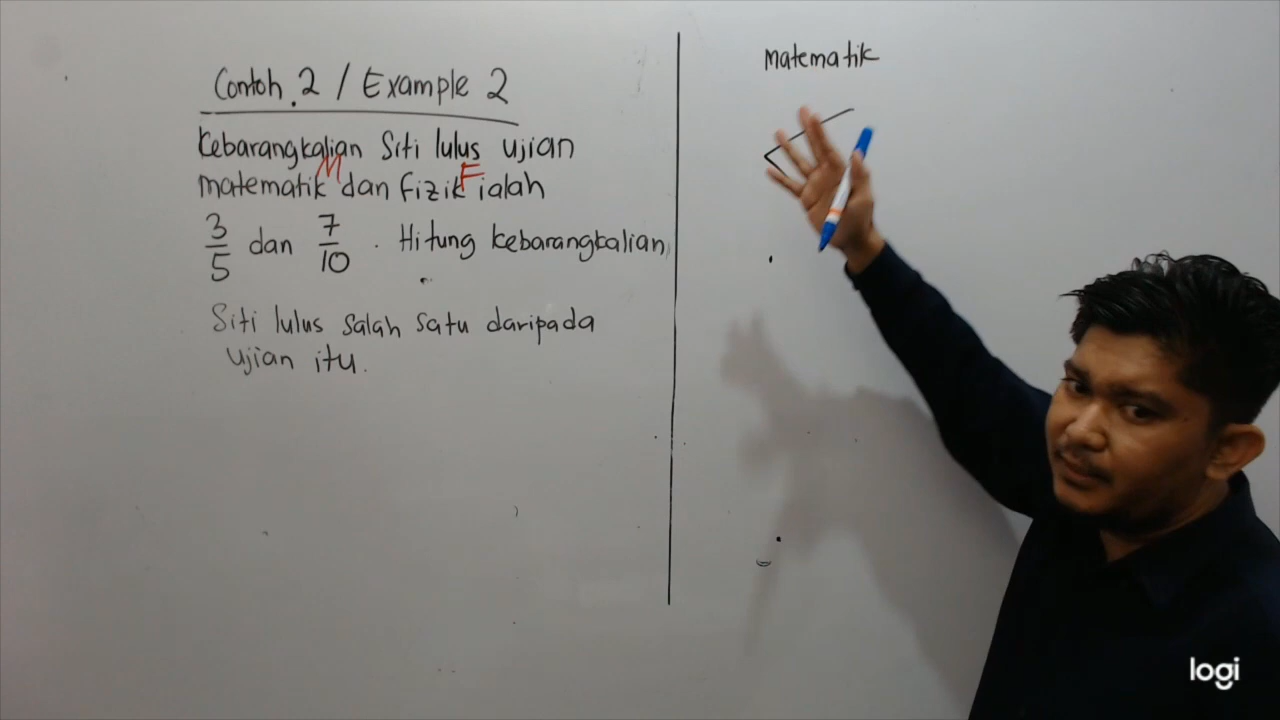 Contoh 2 / Example 2
Kebarangkalian Siti lulus ujian
M F
matematik dan fizik ialah
3/5 dan 7/10 . Hitung kebarangkalian
Siti lulus salah satu daripada
ujian itu.
Matematik
logi